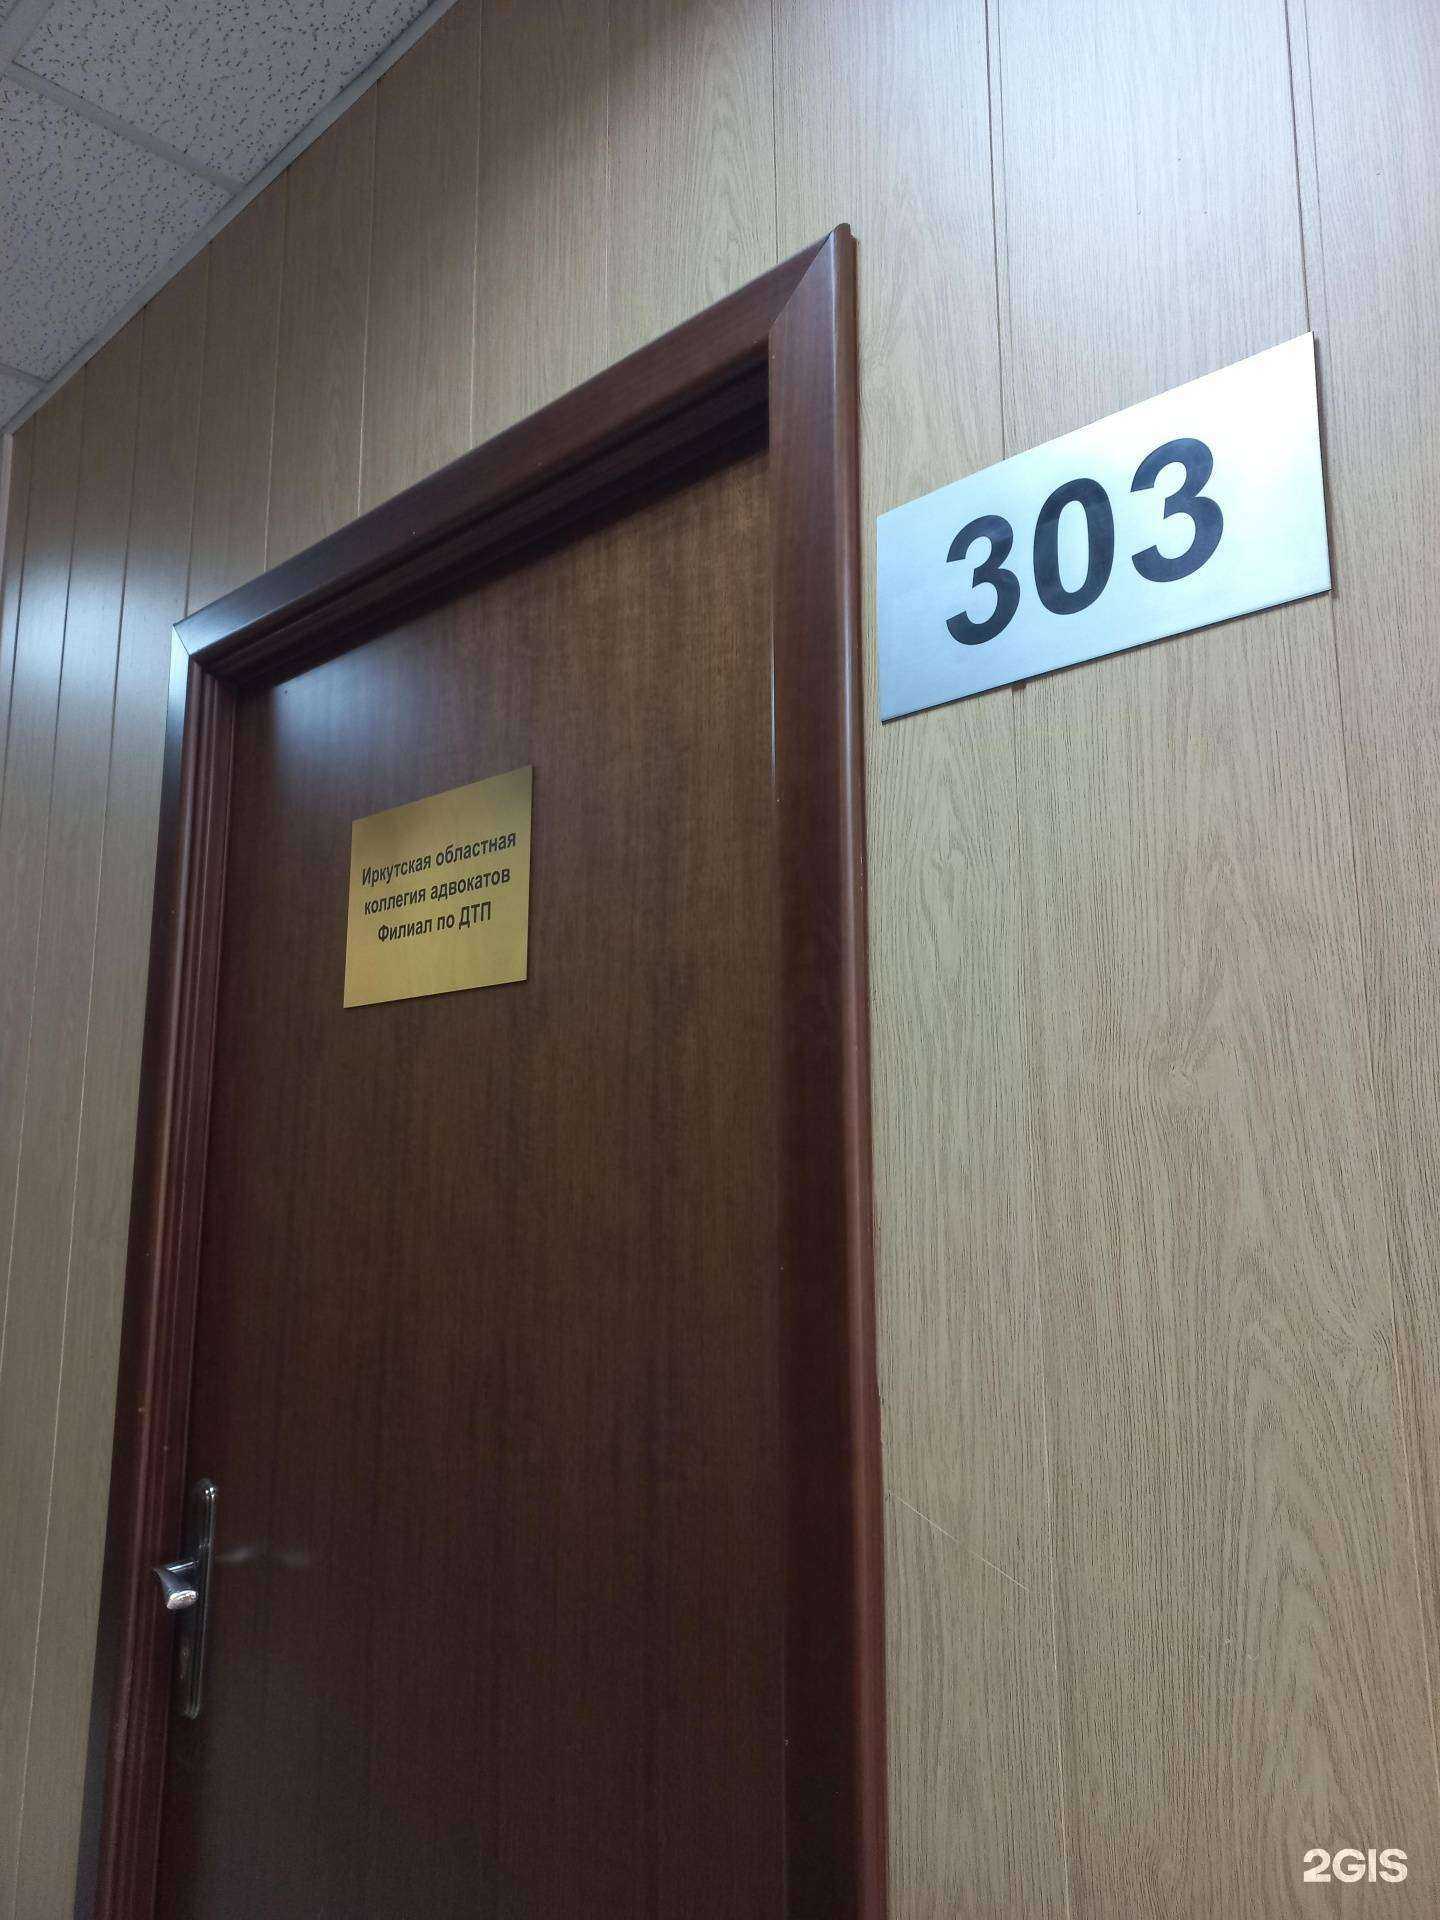 303
Иркутская областная
коллегия адвокатов
Филиал по ДТП
2GIS